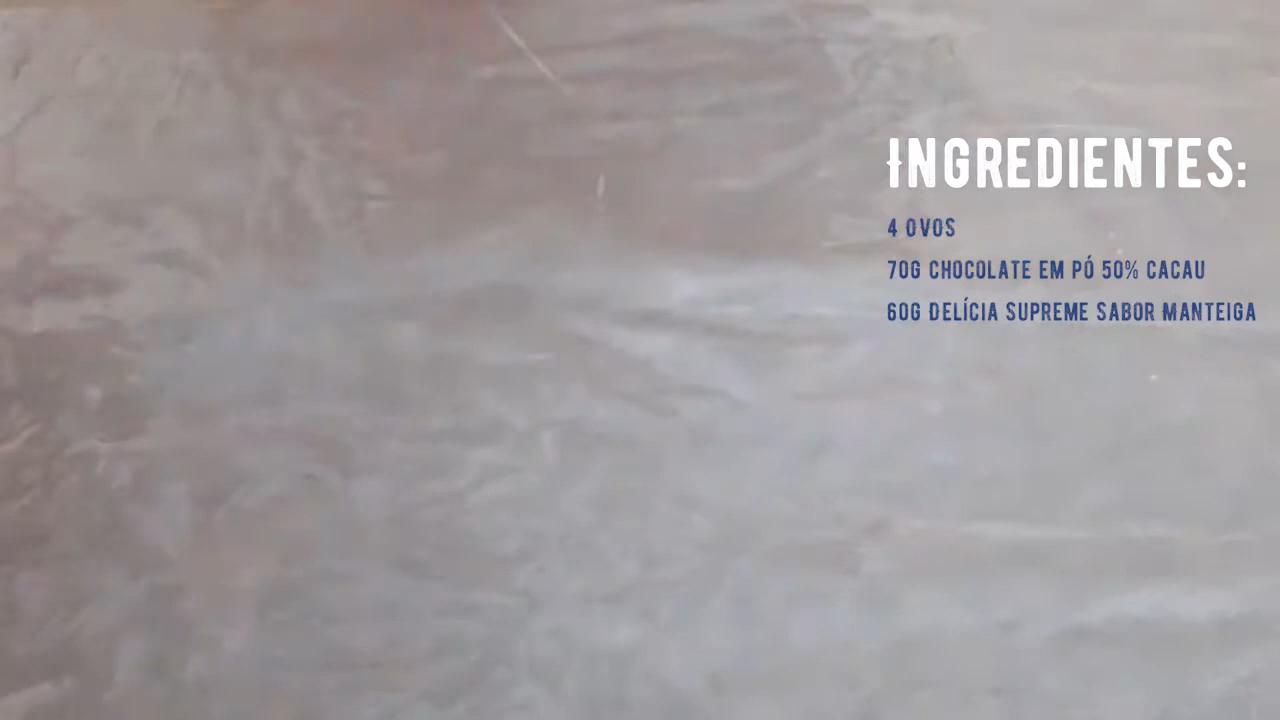 INGREDIENTES:
4 OVOS
70G CHOCOLATE EM PÓ 50% CACAU
60G DELÍCIA SUPREME SABOR MANTEIGA